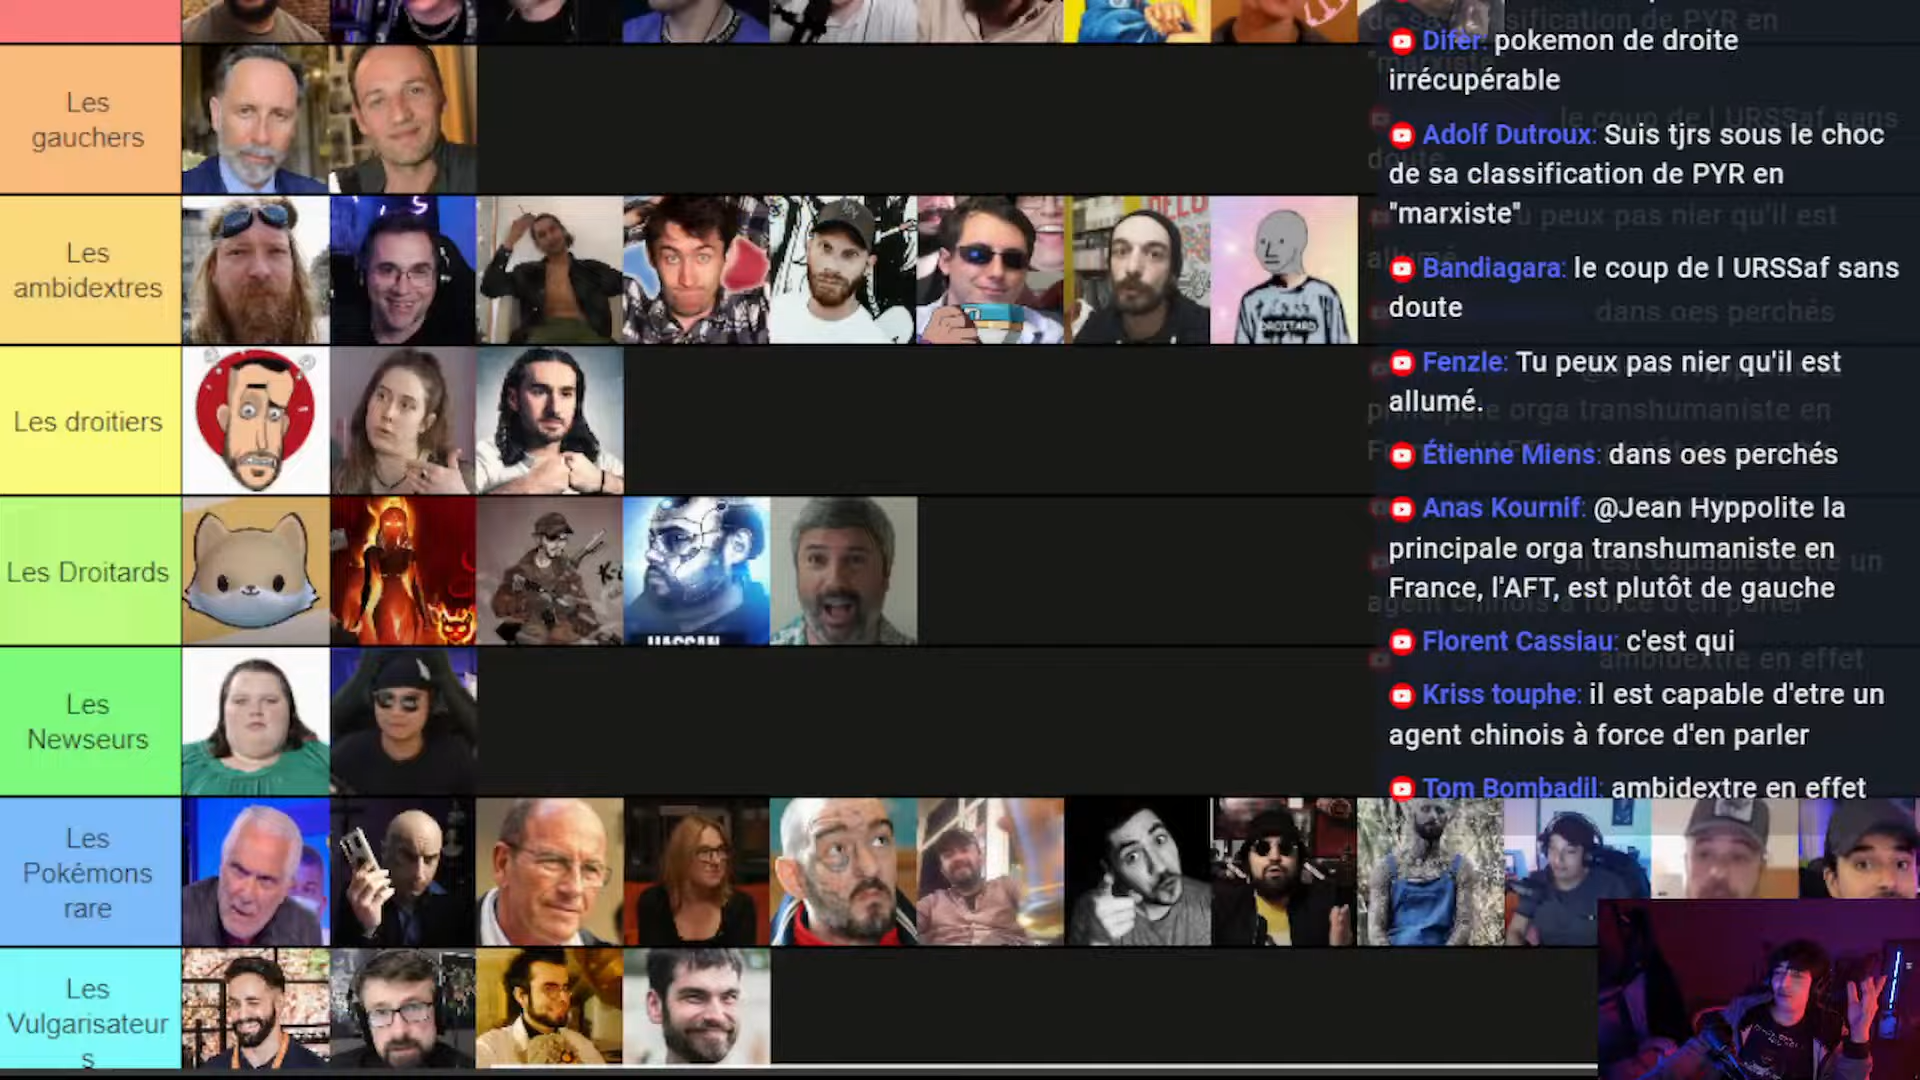 Les
gauchers
Les
ambidextres
Les droitiers
Les Droitards
Les
Newseurs
Les
Pokémons
rare
Les
Vulgarisateur
s
DROITARD
HASSAN
Difer: pokemon de droite
irrécupérable
Adolf Dutroux: Suis tjrs sous le choc
de sa classification de PYR en
"marxiste"
Bandiagara: le coup de l URSSaf sans
doute
Fenzle: Tu peux pas nier qu'il est
allumé.
Étienne Miens: dans oes perchés
Anas Kournif: @Jean Hyppolite la
principale orga transhumaniste en
France, l'AFT, est plutôt de gauche
Florent Cassiau: c'est qui
Kriss touphe: il est capable d'etre un
agent chinois à force d'en parler
Tom Bombadil: ambidextre en effet